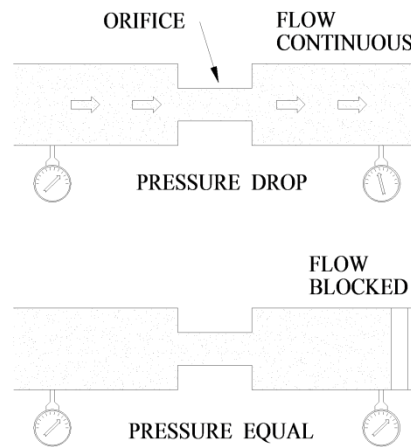 ORIFICE
FLOW
CONTINUOUS
PRESSURE DROP
FLOW
BLOCKED
PRESSURE EQUAL